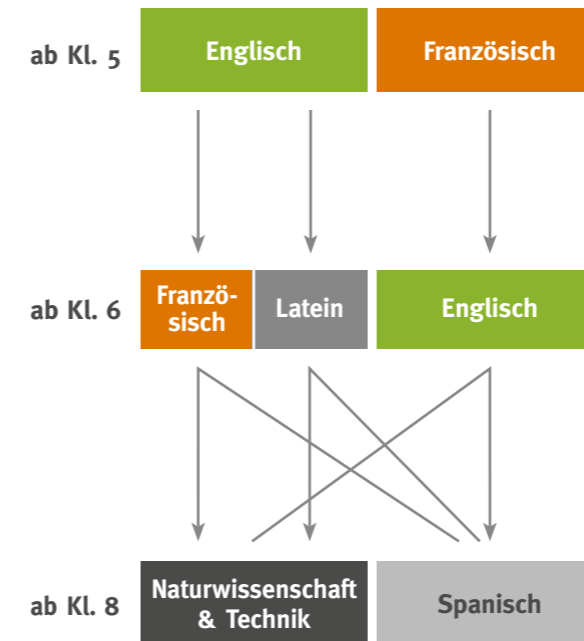 ab Kl. 5
Englisch
Französisch
ab Kl. 6
Franzö-
sisch
Latein
Englisch
ab Kl. 8
Naturwissenschaft
& Technik
Spanisch